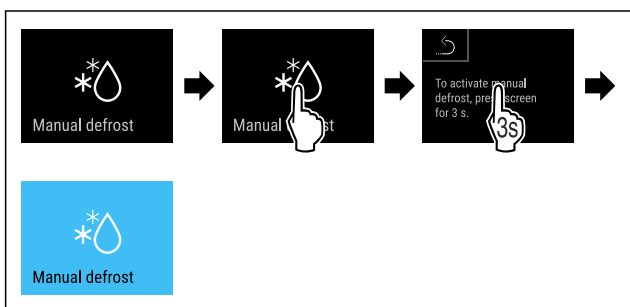 Manual defrost
Manual st
To activate manual
defrost, press screen
for 3 s.
3s
Manual defrost